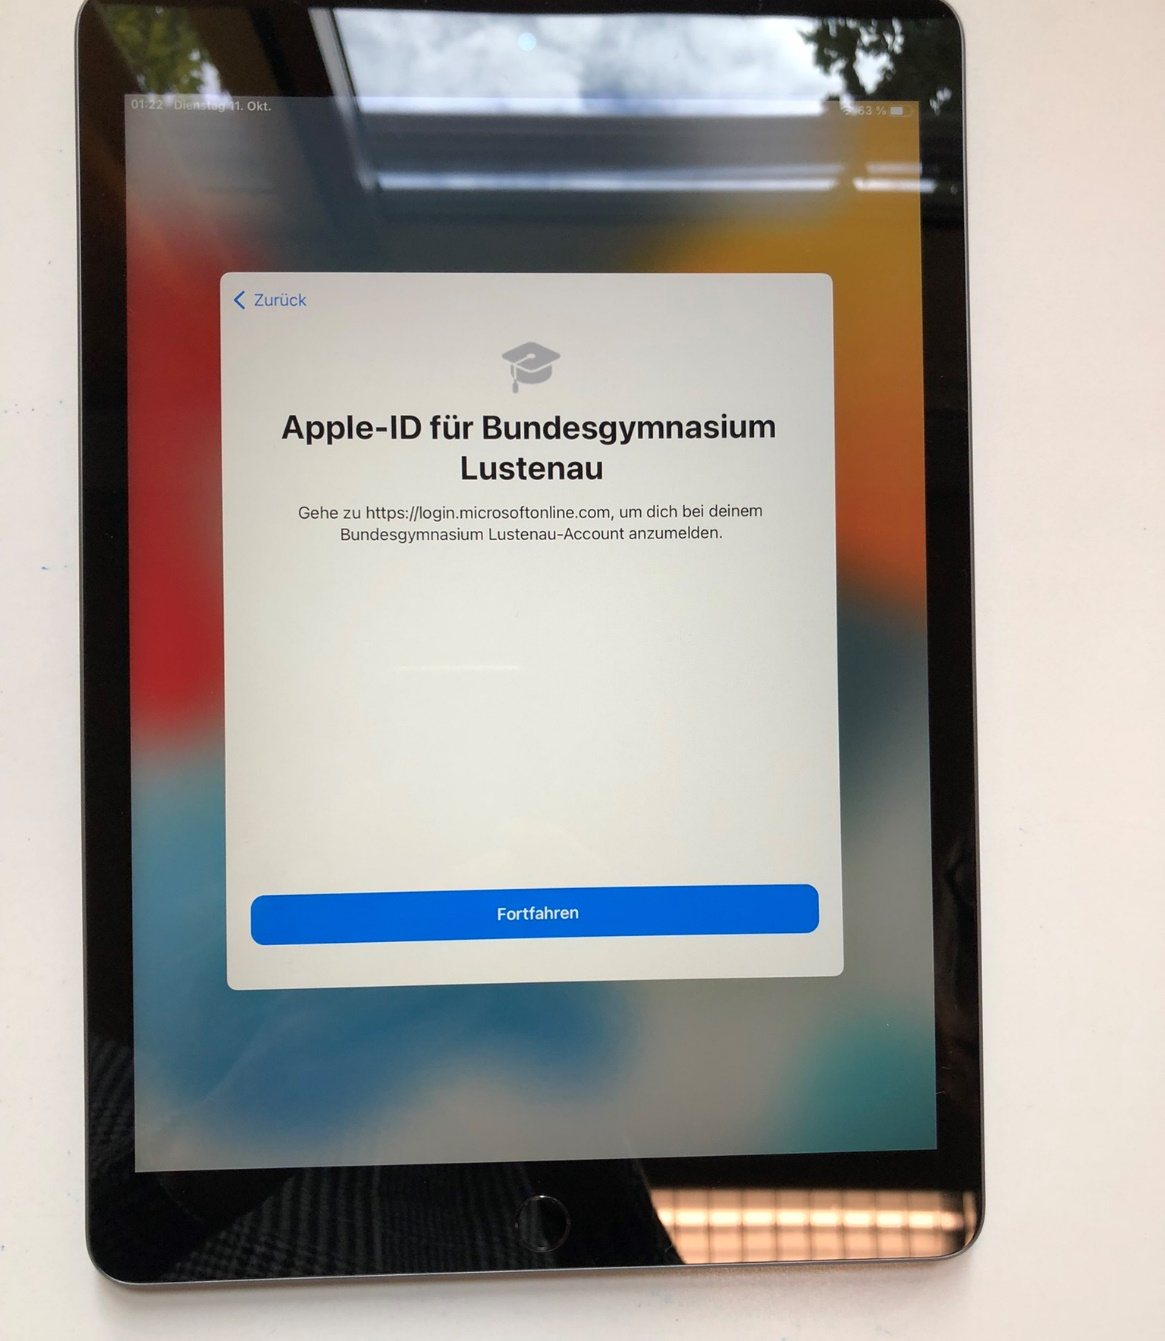 01:22 Dienstag 11. Okt.
53 %
Zurück
Apple-ID für Bundesgymnasium
Lustenau
Gehe zu https://login.microsoftonline.com, um dich bei deinem
Bundesgymnasium Lustenau-Account anzumelden.
Fortfahren